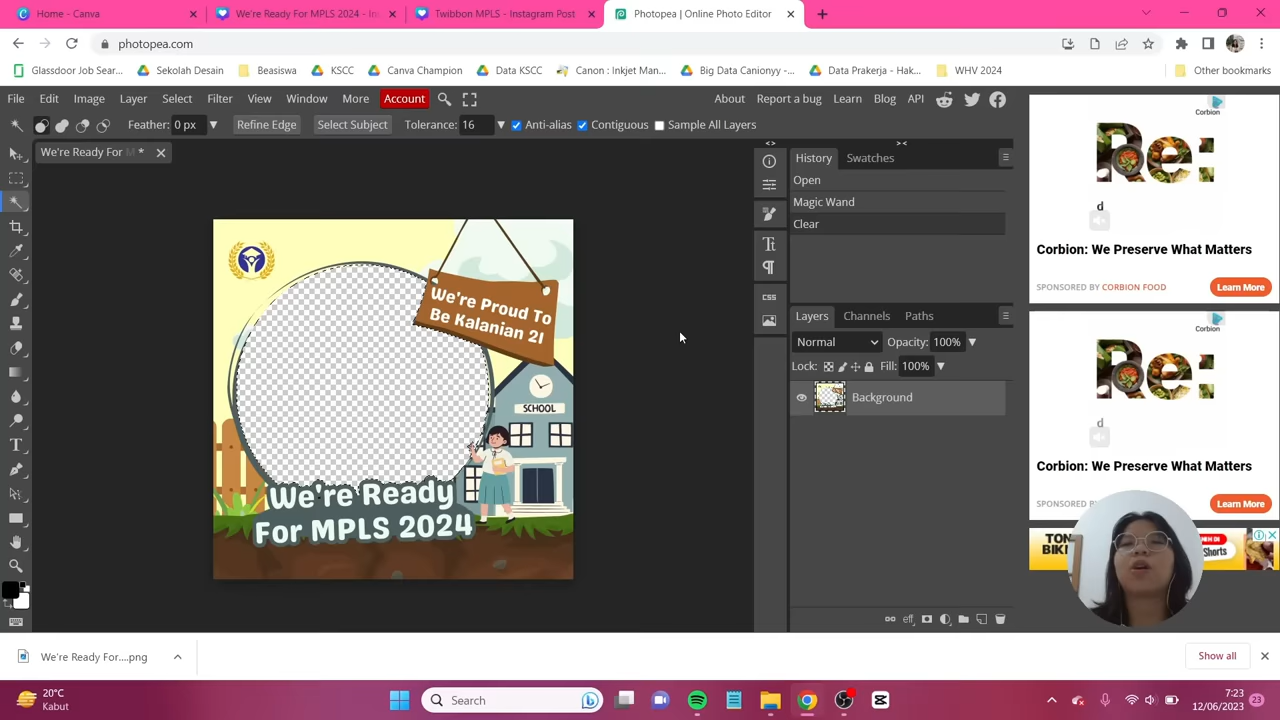 Home - Canva
We're Ready For MPLS 2024 - In
Twibbon MPLS - Instagram Post
Photopea | Online Photo Editor
photopea.com
Glassdoor Job Sear...
Sekolah Desain
Beasiswa
KSCC
Canva Champion
Data KSCC
Canon : Inkjet Man...
Big Data Canionyy -...
Data Prakerja - Hak...
WHV 2024
Other bookmarks
File Edit Image Layer Select Filter View Window More Account
About Report a bug Learn Blog API
Feather: 0 px Refine Edge Select Subject Tolerance: 16 Anti-alias Contiguous Sample All Layers
We're Ready For M *
History Swatches
Open
Magic Wand
Clear
Layers Channels Paths
Normal Opacity: 100%
Lock: Fill: 100%
Background
css
eff
We're Proud To
Be Kalanian 21
SCHOOL
We're Ready
For MPLS 2024
Corbion
Re:
d
Corbion: We Preserve What Matters
SPONSORED BY CORBION FOOD
Learn More
Corbion
Re:
d
Corbion: We Preserve What Matters
SPONSORED
Learn More
We're Ready For....png
Show all
20°C
Kabut
Search
7:23
12/06/2023
23